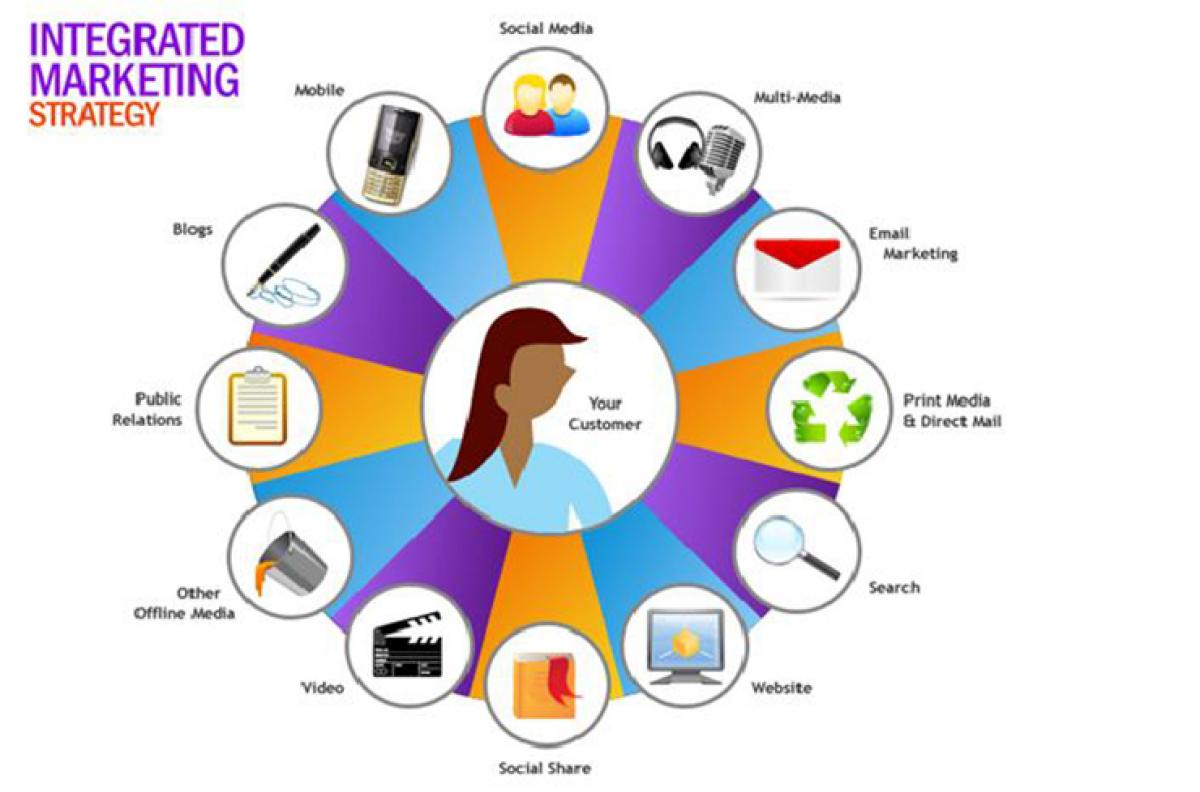 INTEGRATED
MARKETING
STRATEGY
Social Media
Multi-Media
Email
Marketing
Print Media
& Direct Mail
Search
Website
Social Share
Video
Other
Offline Media
Public
Relations
Blogs
Mobile
Your
Customer